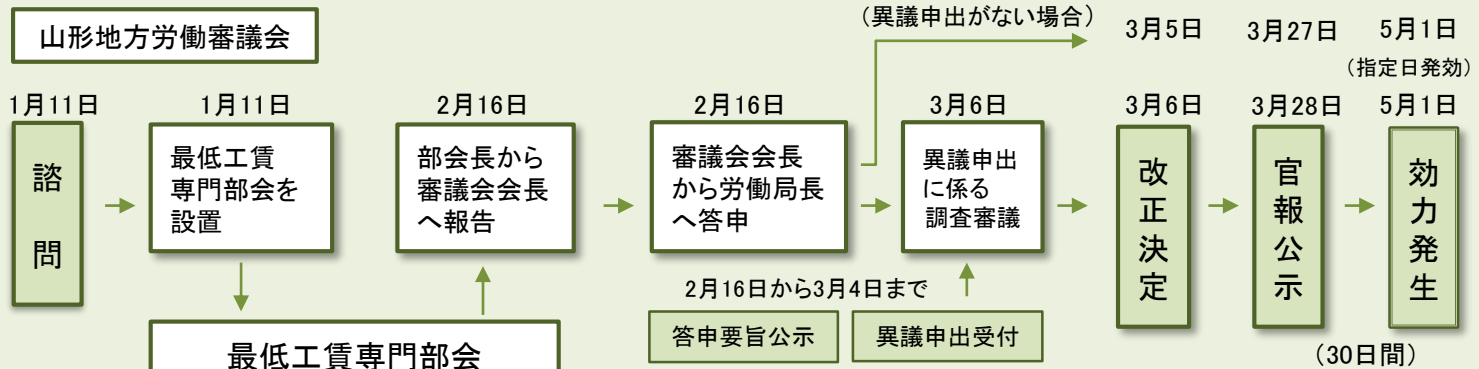 山形地方労働審議会
（異議申出がない場合）
3月5日
3月27日
5月1日
（指定日発効）
1月11日
1月11日
2月16日
2月16日
3月6日
3月6日
3月28日
5月1日
諮問
最低工賃
専門部会を
設置
部会長から
審議会会長
へ報告
審議会会長
から労働局長
へ答申
異議申出
に係る
調査審議
改正決定
官報公示
効力発生
2月16日から3月4日まで
答申要旨公示
異議申出受付
（30日間）
最低工賃専門部会